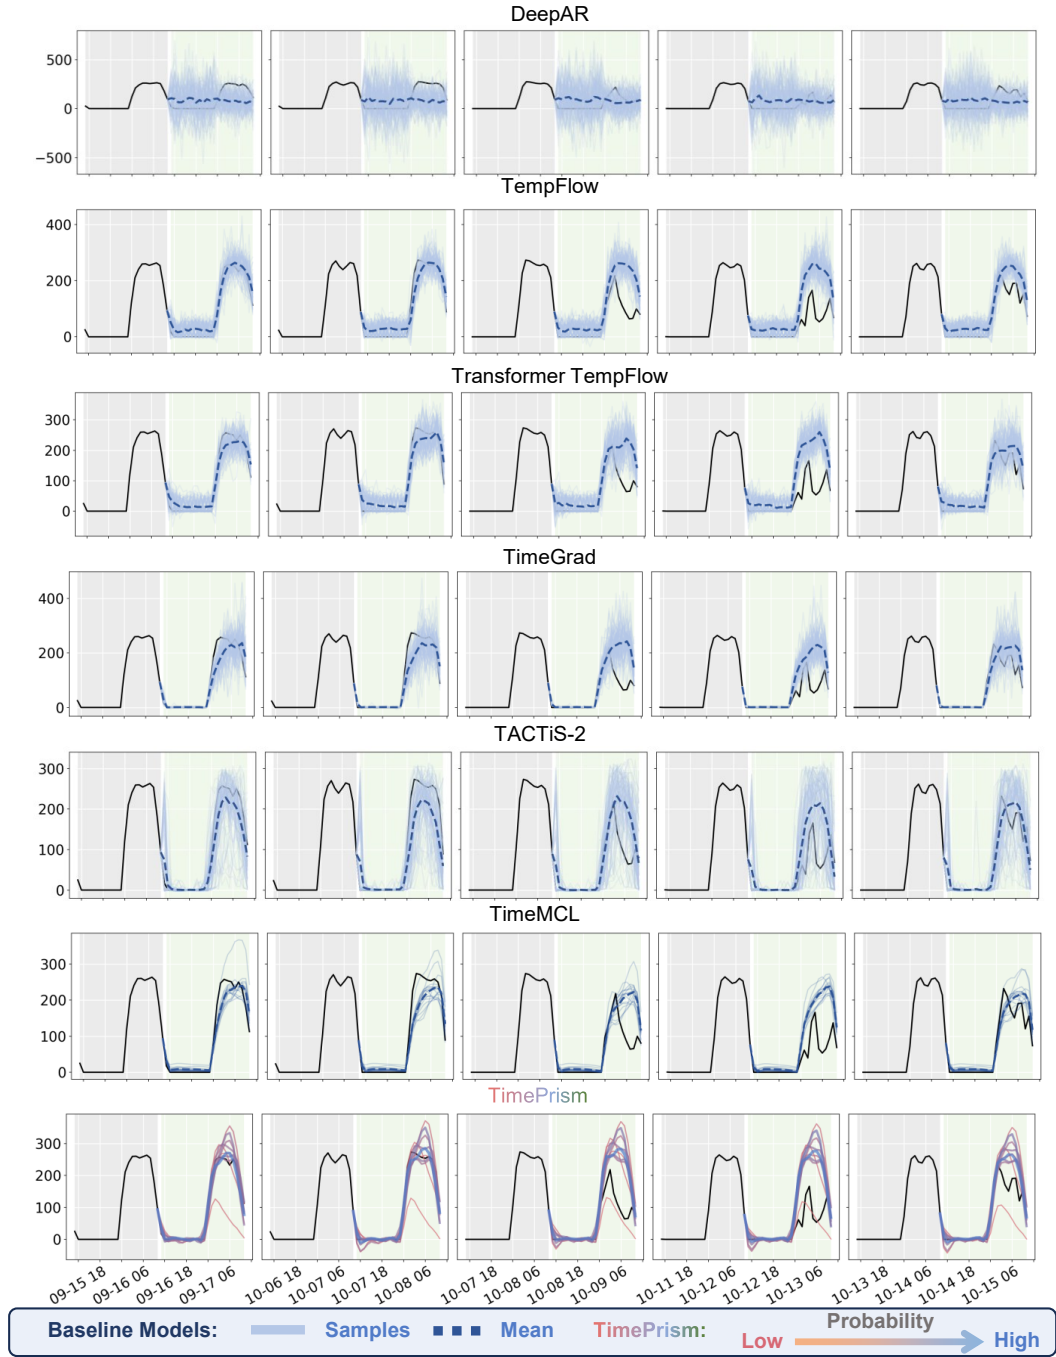 DeepAR
500
0
−500
TempFlow
400
200
0
Transformer TempFlow
300
200
100
0
TimeGrad
400
200
0
TACTiS-2
300
200
100
0
TimeMCL
300
200
100
0
TimePrism
300
200
100
0
09-15 18 09-16 06 09-16 18 09-17 06 10-06 18 10-07 06 10-07 18 10-08 06 10-07 18 10-08 06 10-08 18 10-09 06 10-11 18 10-12 06 10-12 18 10-13 06 10-13 18 10-14 06 10-14 18 10-15 06
Baseline Models: Samples Mean TimePrism: Low Probability High